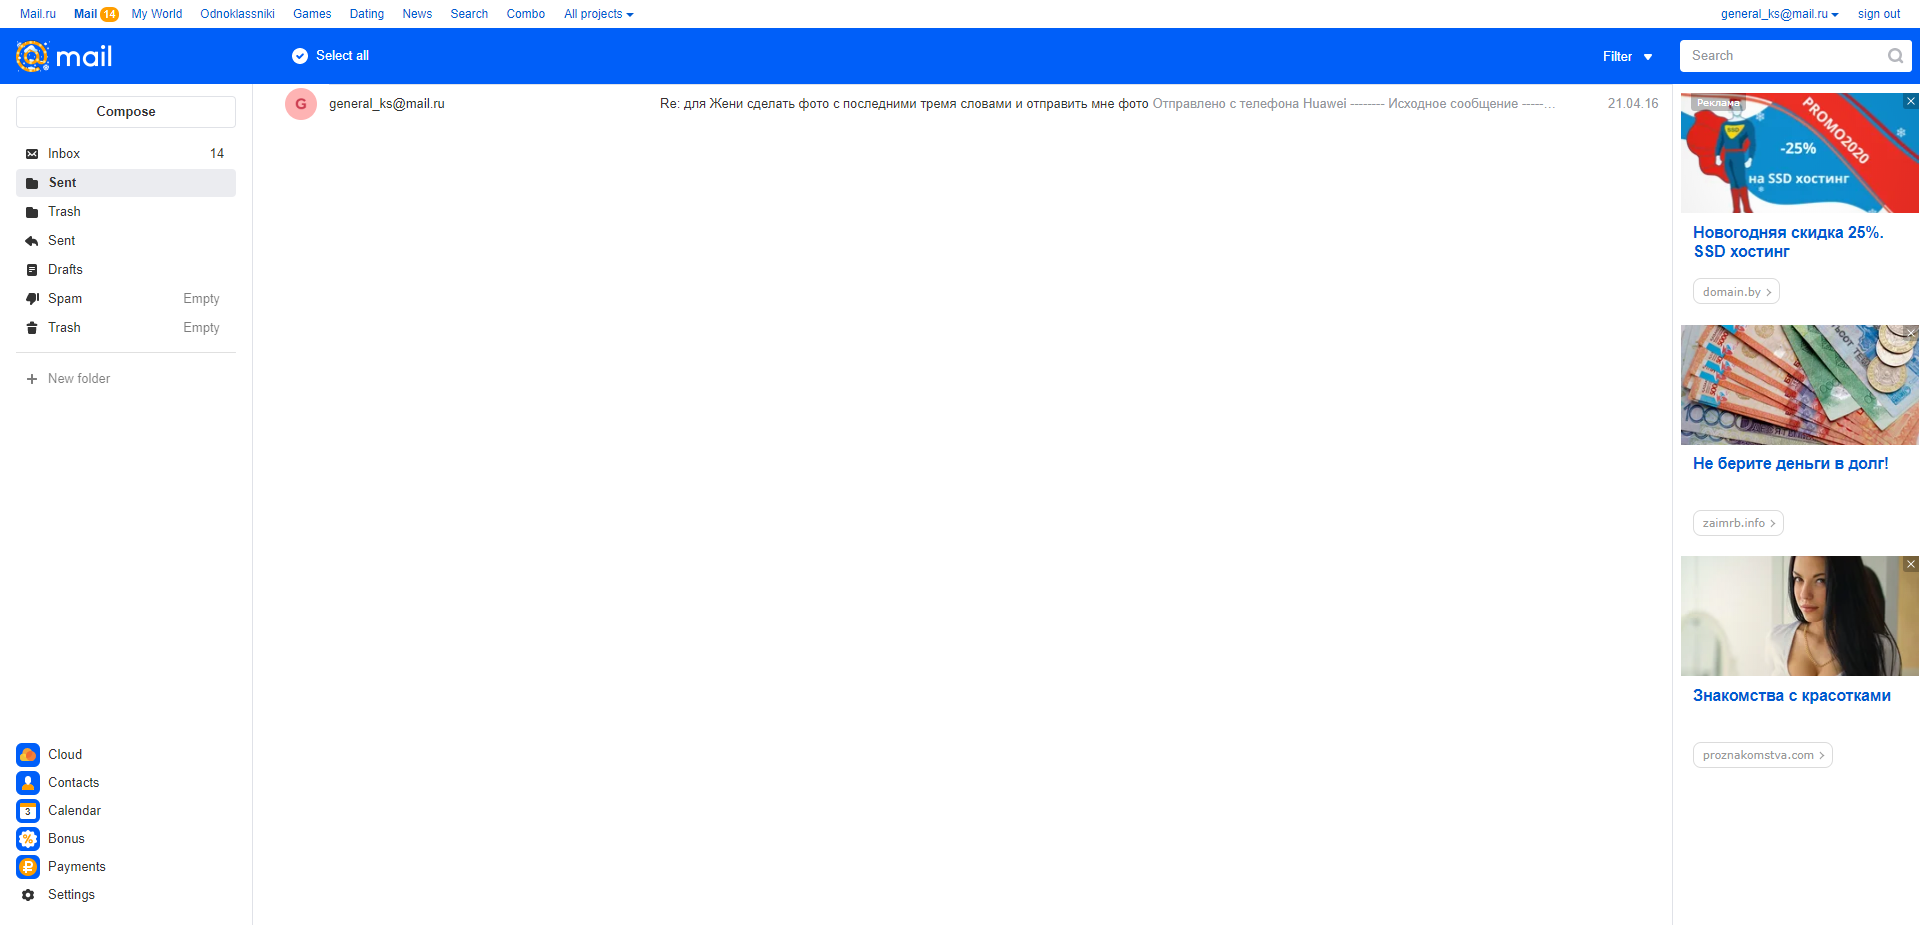 Mail.ru Mail 14 My World Odnoklassniki Games Dating News Search Combo All projects general_ks@mail.ru sign out
mail Select all Filter Search
Compose
Inbox 14
Sent
Trash
Sent
Drafts
Spam Empty
Trash Empty
New folder
Cloud
Contacts
3 Calendar
% Bonus
₽ Payments
Settings
G general_ks@mail.ru Re: для Жени сделать фото с последними тремя словами и отправить мне фото Отправлено с телефона Huawei -------- Исходное сообщение -----... 21.04.16
Реклама
SSD
PROMO2020
-25%
на SSD хостинг
Новогодняя скидка 25%.
SSD хостинг
domain.by
Не берите деньги в долг!
zaimrb.info
Знакомства с красотками
proznakomstva.com